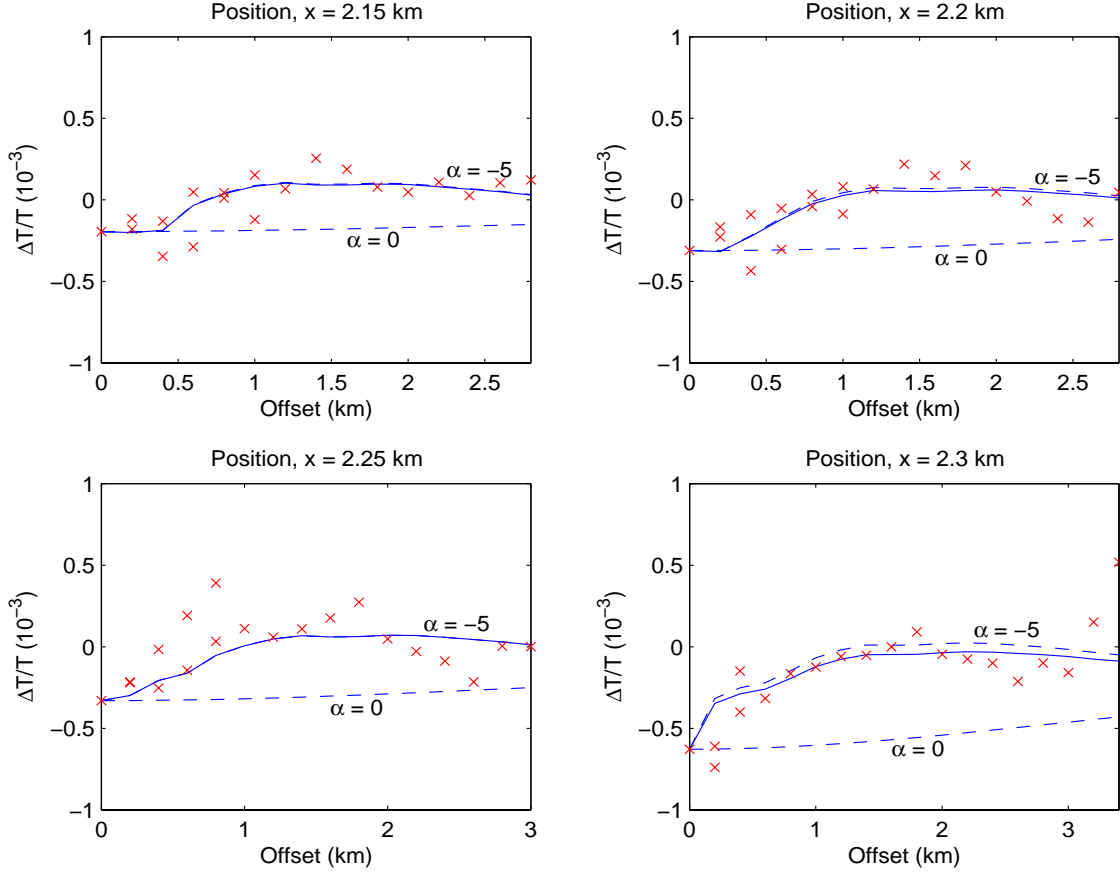 Position, x = 2.15 km
1
0.5
0
−0.5
−1
ΔT/T (10⁻³)
α = −5
α = 0
0 0.5 1 1.5 2 2.5
Offset (km)
Position, x = 2.2 km
1
0.5
0
−0.5
−1
ΔT/T (10⁻³)
α = −5
α = 0
0 0.5 1 1.5 2 2.5
Offset (km)
Position, x = 2.25 km
1
0.5
0
−0.5
−1
ΔT/T (10⁻³)
α = −5
α = 0
0 1 2 3
Offset (km)
Position, x = 2.3 km
1
0.5
0
−0.5
−1
ΔT/T (10⁻³)
α = −5
α = 0
0 1 2 3
Offset (km)